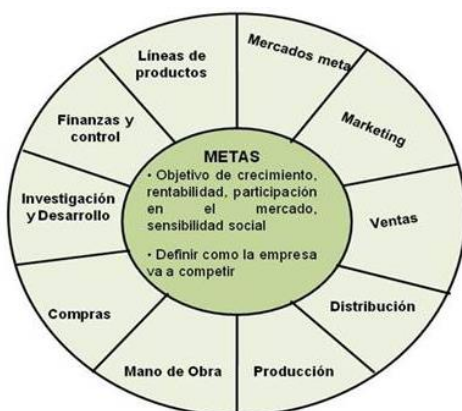 Líneas de
productos
Mercados meta
Marketing
Ventas
Distribución
Producción
Mano de Obra
Compras
Investigación
y Desarrollo
Finanzas y
control
METAS
• Objetivo de crecimiento,
rentabilidad, participación
en el mercado,
sensibilidad social
• Definir como la empresa
va a competir